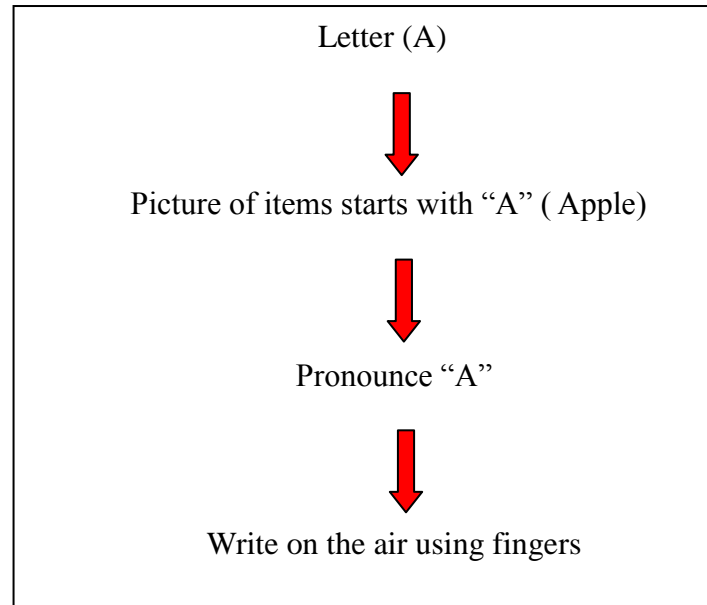 Letter (A)
Picture of items starts with “A” ( Apple)
Pronounce “A”
Write on the air using fingers